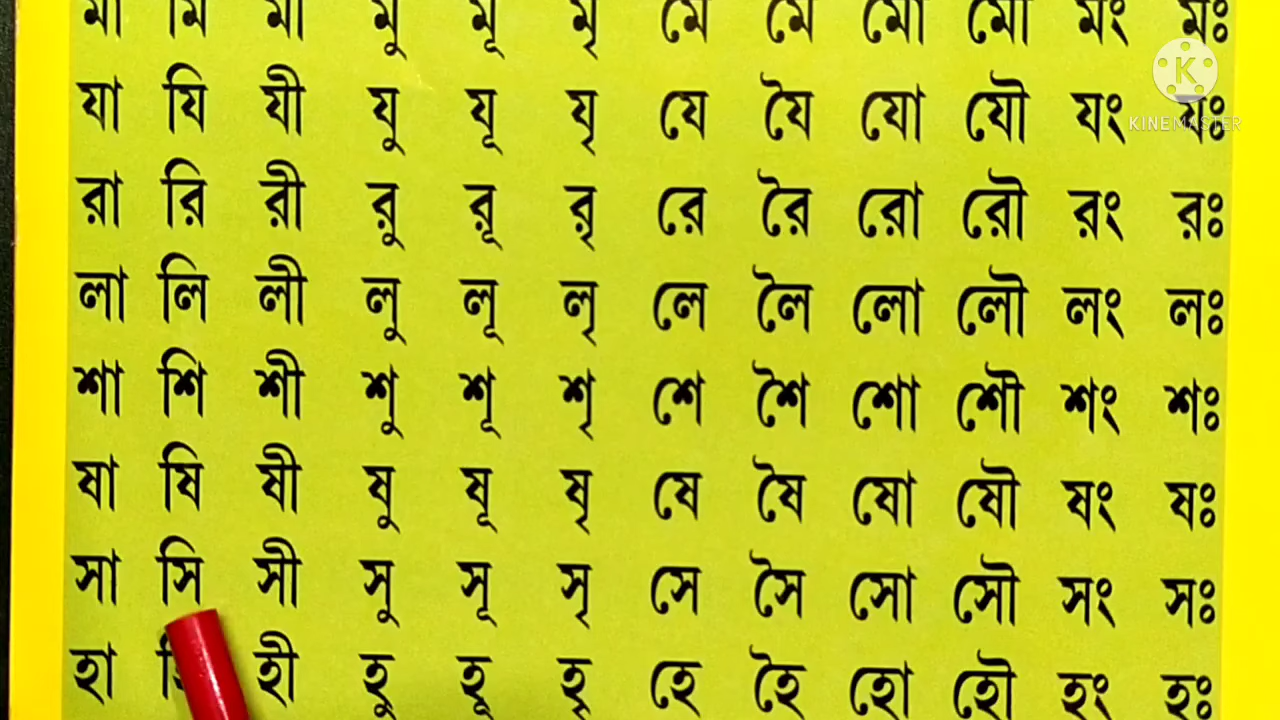 মা মি মী মু মূ মৃ মে মৈ মো মৌ মং মঃ
যা যি যী যু যূ যৃ যে যৈ যো যৌ যং যঃ
KINEMASTER
রা রি রী রু রূ রৃ রে রৈ রো রৌ রং রঃ
লা লি লী লু লূ লৃ লে লৈ লো লৌ লং লঃ
শা শি শী শু শূ শৃ শে শৈ শো শৌ শং শঃ
ষা ষি ষী ষু ষূ ষৃ ষে ষৈ ষো ষৌ ষং ষঃ
সা সি সী সু সূ সৃ সে সৈ সো সৌ সং সঃ
হা হী হু হূ হৃ হে হৈ হো হৌ হং হঃ